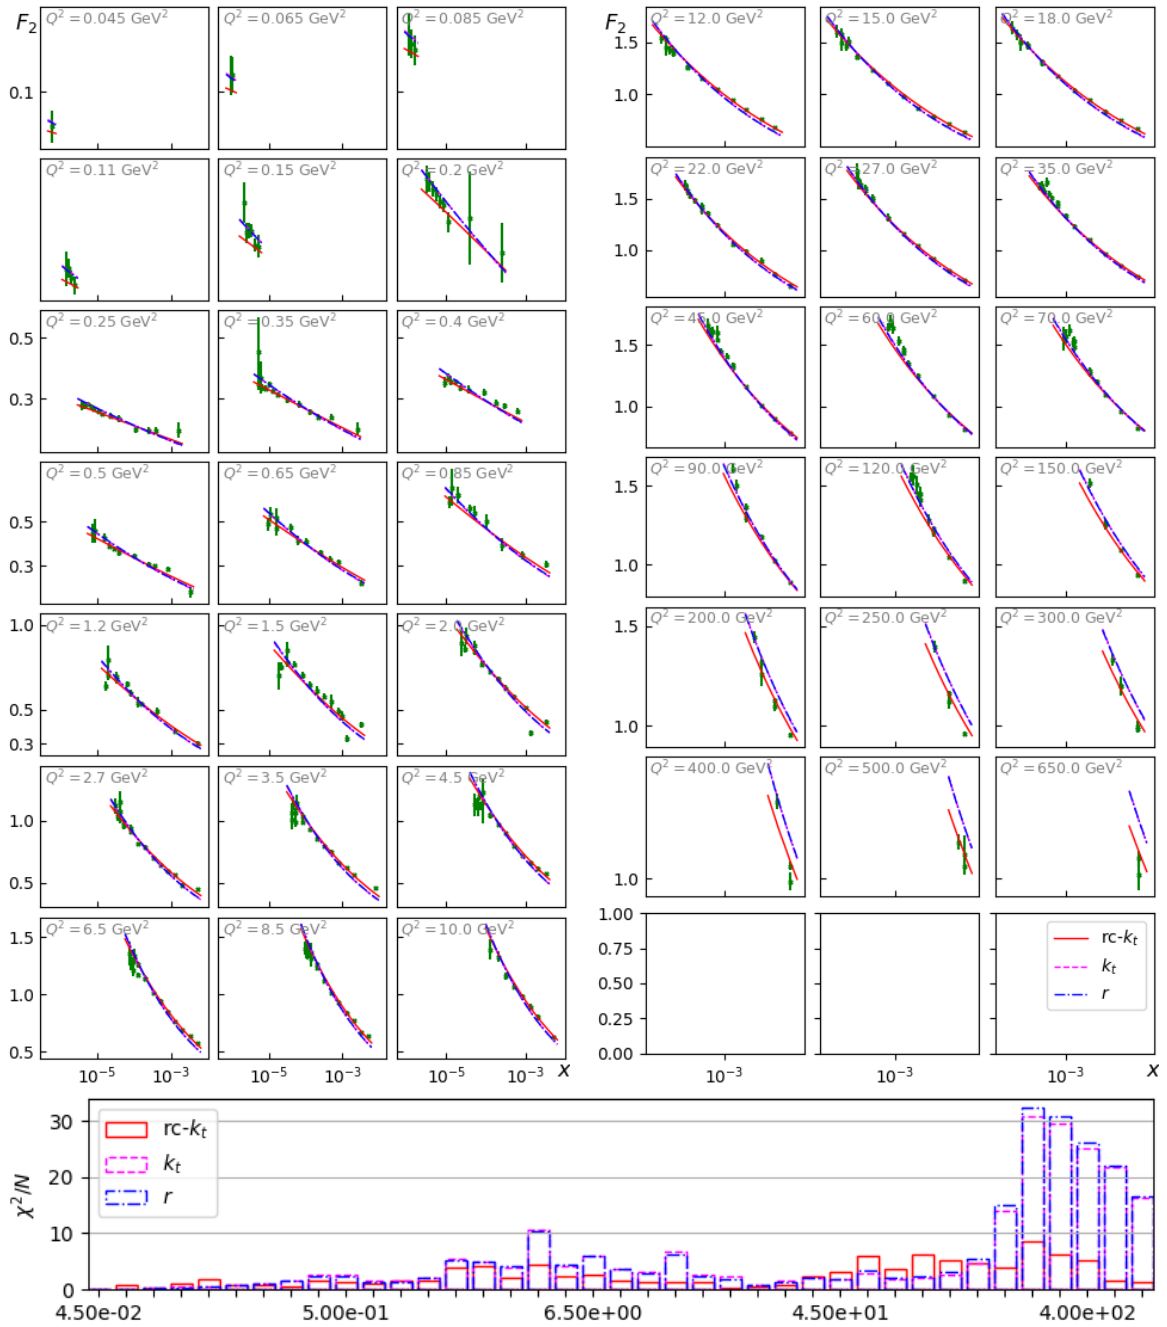 F₂ Q² = 0.045 GeV² Q² = 0.065 GeV² Q² = 0.085 GeV²
0.1
Q² = 0.11 GeV² Q² = 0.15 GeV² Q² = 0.2 GeV²
10⁻⁵ 10⁻³ 10⁻⁵ 10⁻³ 10⁻⁵ 10⁻³
Q² = 0.25 GeV² Q² = 0.35 GeV² Q² = 0.4 GeV²
0.5
0.3
Q² = 0.5 GeV² Q² = 0.65 GeV² Q² = 0.85 GeV²
0.5
0.3
Q² = 1.2 GeV² Q² = 1.5 GeV² Q² = 2.0 GeV²
1.0
0.5
0.3
Q² = 2.7 GeV² Q² = 3.5 GeV² Q² = 4.5 GeV²
1.0
0.5
Q² = 6.5 GeV² Q² = 8.5 GeV² Q² = 10.0 GeV²
1.5
1.0
0.5
10⁻⁵ 10⁻³ 10⁻⁵ 10⁻³ 10⁻⁵ 10⁻³ x
F₂ Q² = 12.0 GeV² Q² = 15.0 GeV² Q² = 18.0 GeV²
1.5
1.0
Q² = 22.0 GeV² Q² = 27.0 GeV² Q² = 35.0 GeV²
1.5
1.0
Q² = 45.0 GeV² Q² = 60.0 GeV² Q² = 70.0 GeV²
1.5
1.0
Q² = 90.0 GeV² Q² = 120.0 GeV² Q² = 150.0 GeV²
1.5
1.0
Q² = 200.0 GeV² Q² = 250.0 GeV² Q² = 300.0 GeV²
1.5
1.0
Q² = 400.0 GeV² Q² = 500.0 GeV² Q² = 650.0 GeV²
1.0
1.00
0.75
0.50
0.25
0.00
rc-kₜ
kₜ
r
10⁻³ 10⁻³ 10⁻³ x
χ²/N
30
20
10
0
rc-kₜ
kₜ
r
4.50e-02 5.00e-01 6.50e+00 4.50e+01 4.00e+02